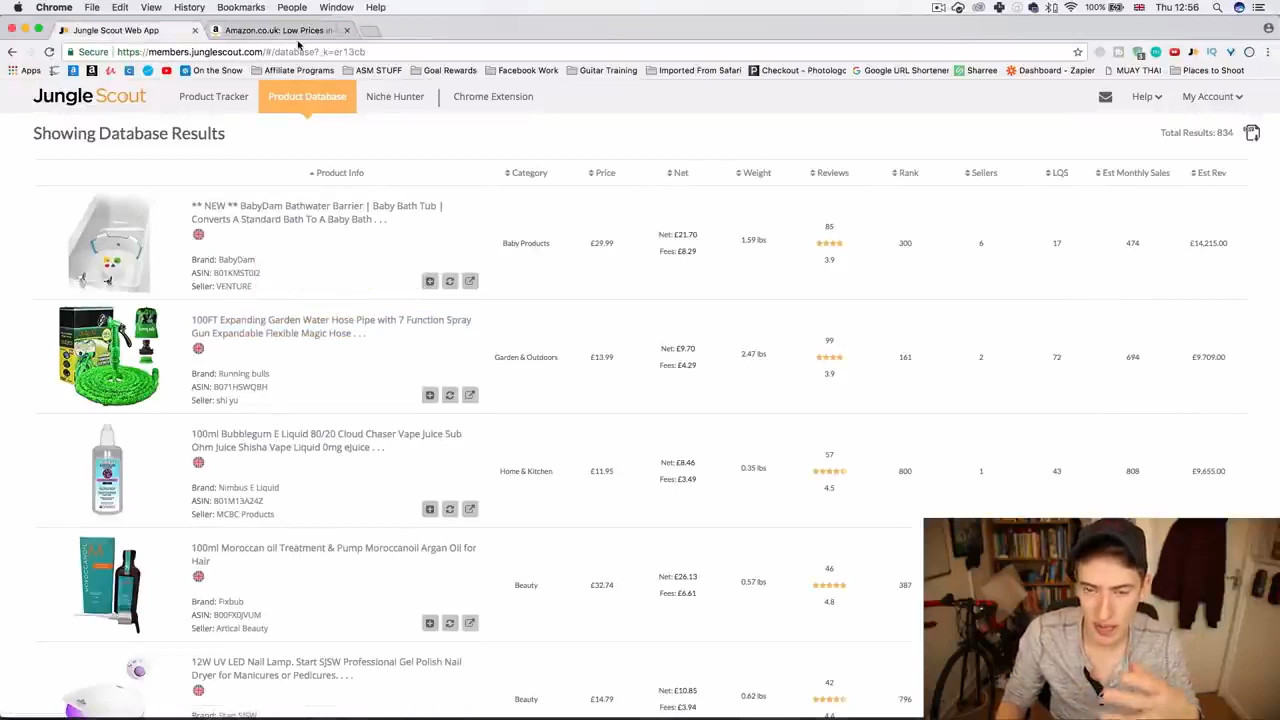 Chrome File Edit View History Bookmarks People Window Help
100% Thu 12:56
Jungle Scout Web App
Amazon.co.uk: Low Prices in
Secure https://members.junglescout.com/#/database?_k=er13cb
Apps On the Snow Affiliate Programs ASM STUFF Goal Rewards Facebook Work Guitar Training Imported From Safari Checkout - Photologo Google URL Shortener Sharree Dashboard - Zapier MUAY THAI Places to Shoot
Jungle Scout Product Tracker Product Database Niche Hunter Chrome Extension Help My Account
Showing Database Results
Total Results: 834
Product Info Category Price Net Weight Reviews Rank Sellers LQS Est Monthly Sales Est Rev
** NEW ** BabyDam Bathwater Barrier | Baby Bath Tub |
Converts A Standard Bath To A Baby Bath . . .
Brand: BabyDam
ASIN: B01KMST0I2
Seller: VENTURE
Baby Products £29.99
Net: £21.70
Fees: £8.29
1.59 lbs
85
3.9
300 6 17 474 £14,215.00
100FT Expanding Garden Water Hose Pipe with 7 Function Spray
Gun Expandable Flexible Magic Hose . . .
Brand: Running bulls
ASIN: B071HSWQBH
Seller: shi yu
Garden & Outdoors £13.99
Net: £9.70
Fees: £4.29
2.47 lbs
99
3.9
161 2 72 694 £9,709.00
100ml Bubblegum E Liquid 80/20 Cloud Chaser Vape Juice Sub
Ohm Juice Shisha Vape Liquid 0mg eJuice . . .
Brand: Nimbus E Liquid
ASIN: B01M13A24Z
Seller: MCBC Products
Home & Kitchen £11.95
Net: £8.46
Fees: £3.49
0.35 lbs
57
4.5
800 1 43 808 £9,655.00
100ml Moroccan oil Treatment & Pump Moroccanoil Argan Oil for
Hair
Brand: Fixbub
ASIN: B00FX0JVUM
Seller: Artical Beauty
Beauty £32.74
Net: £26.13
Fees: £6.61
0.57 lbs
46
4.8
387
12W UV LED Nail Lamp, Start SJSW Professional Gel Polish Nail
Dryer for Manicures or Pedicures. . . .
Brand: Start SJSW
Beauty £14.79
Net: £10.85
Fees: £3.94
0.62 lbs
42
4.4
796